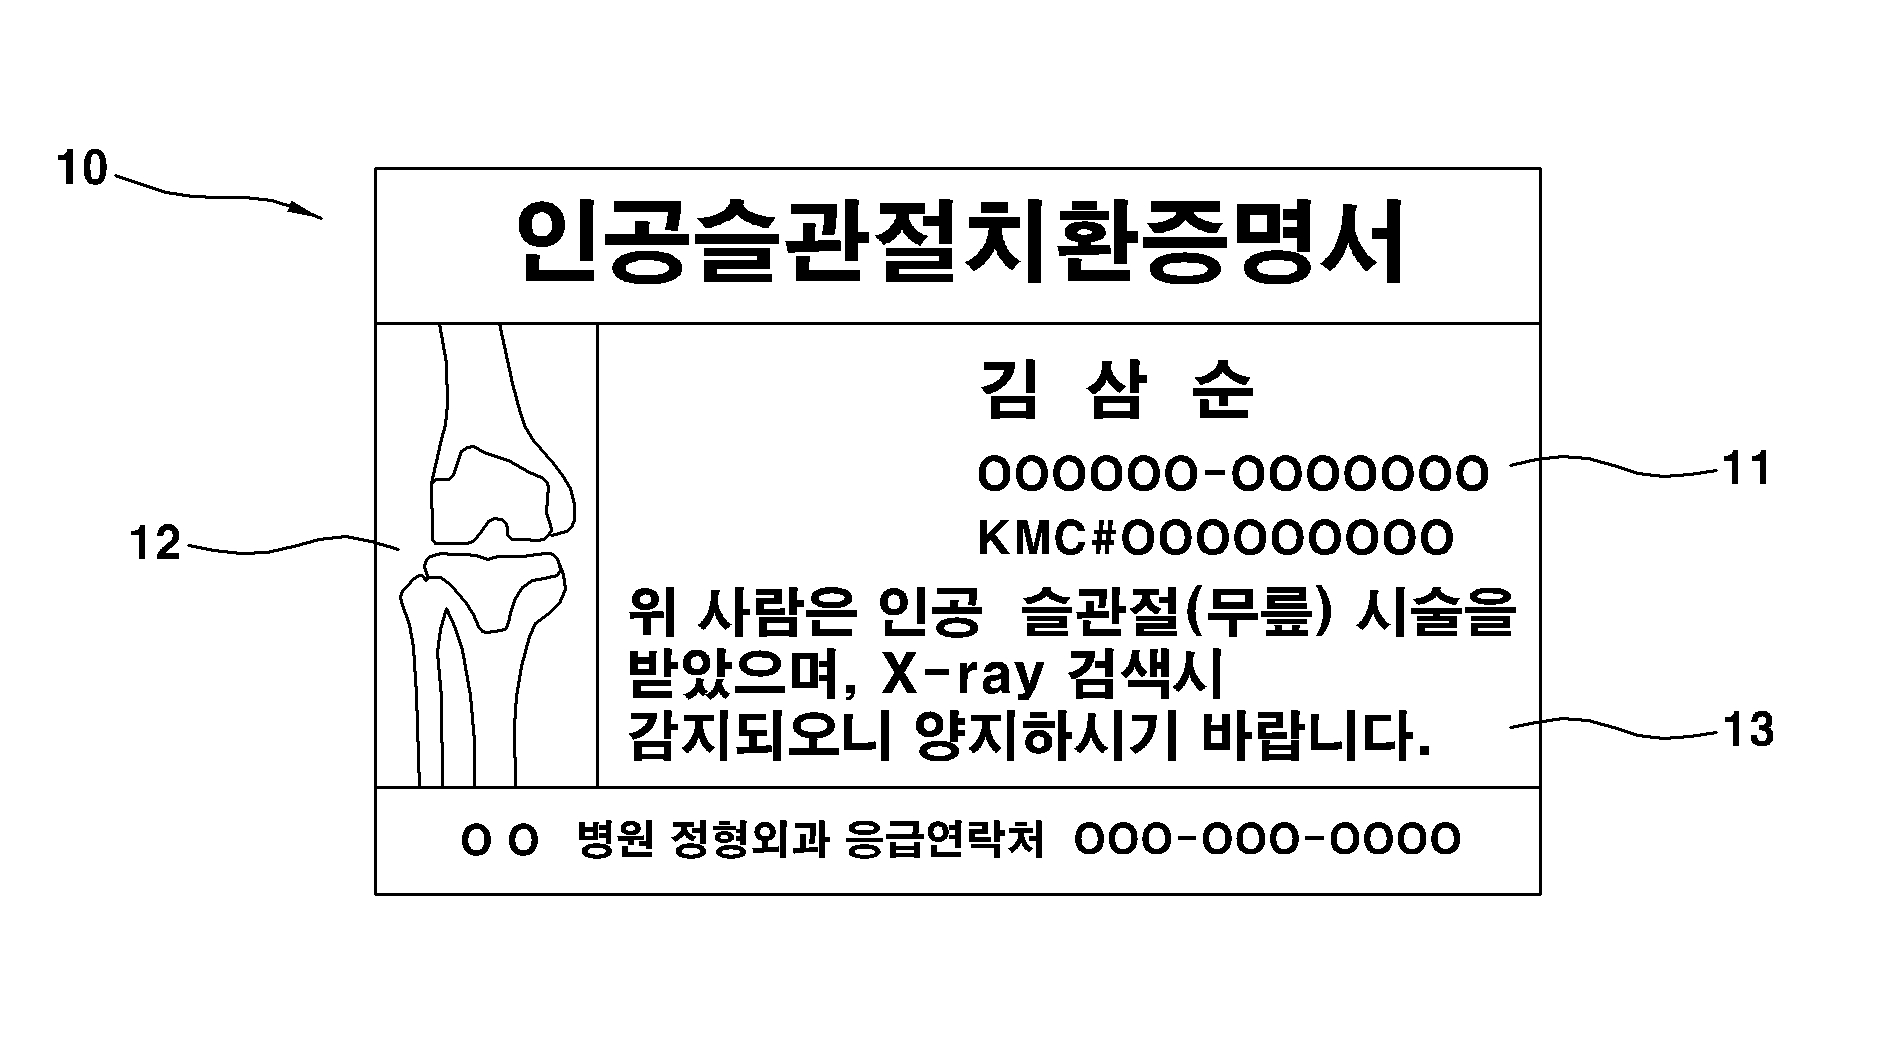 10
인공슬관절치환증명서
김 삼 순
OOOOOO-OOOOOOO
11
KMC#OOOOOOOOO
12
위 사람은 인공 슬관절(무릎) 시술을
받았으며, X-ray 검색시
감지되오니 양지하시기 바랍니다.
13
O O 병원 정형외과 응급연락처 OOO-OOO-OOOO